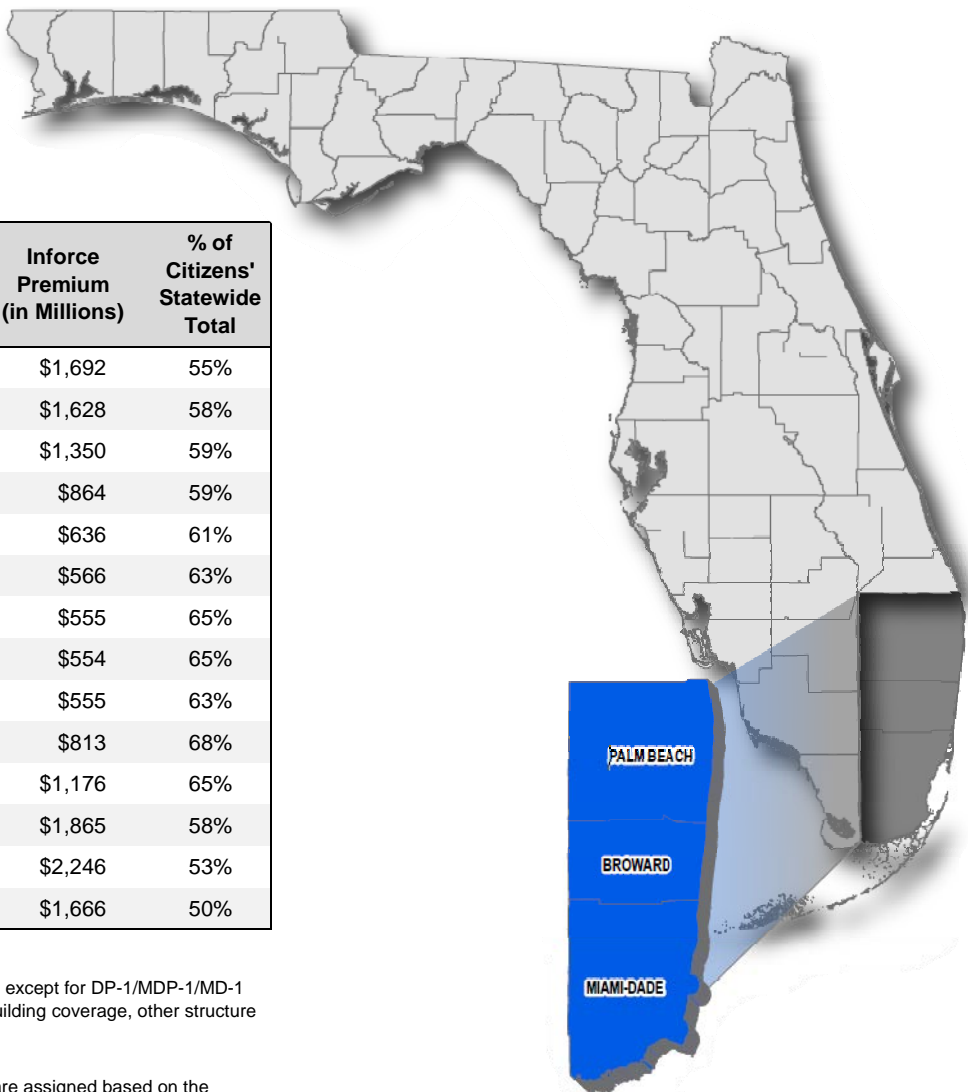 Inforce
Premium
(in Millions)
% of
Citizens'
Statewide
Total
$1,692 55%
$1,628 58%
$1,350 59%
$864 59%
$636 61%
$566 63%
$555 65%
$554 65%
$555 63%
$813 68%
$1,176 65%
$1,865 58%
$2,246 53%
$1,666 50%
except for DP-1/MDP-1/MD-1
uilding coverage, other structure
are assigned based on the
PALM BEACH
BROWARD
MIAMI-DADE